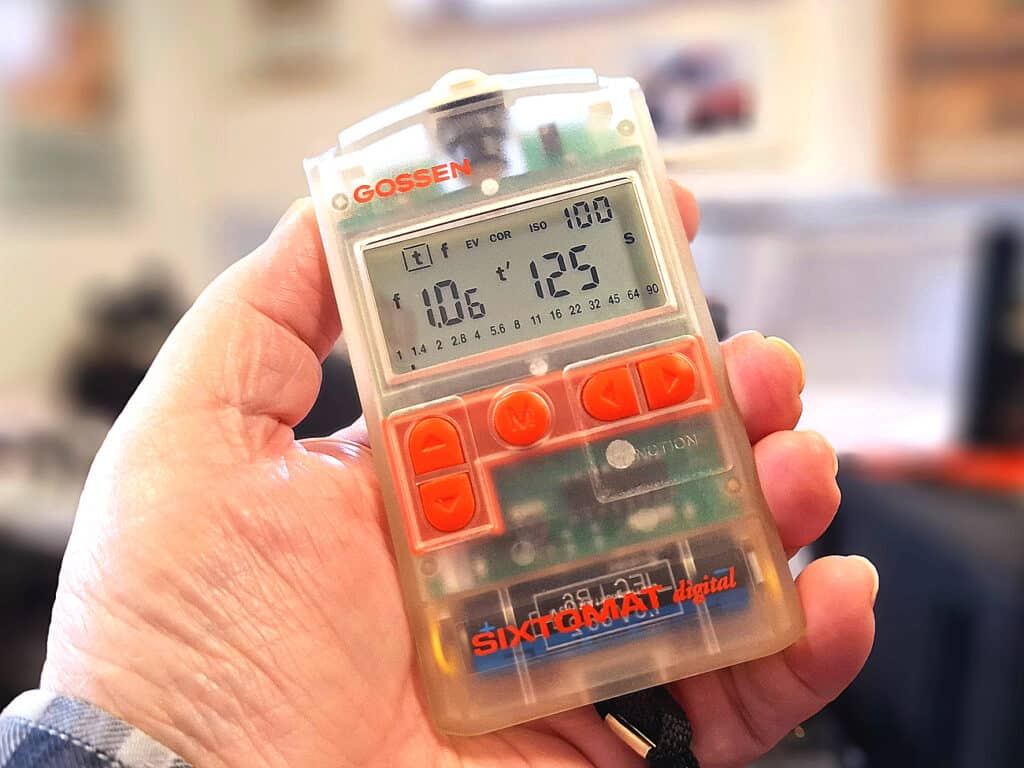 GOSSEN
t f EV COR ISO 100
f 1.06 t' 125 s
1 1.4 2 2.8 4 5.6 8 11 16 22 32 45 64 90
M
SIXTOMAT digital